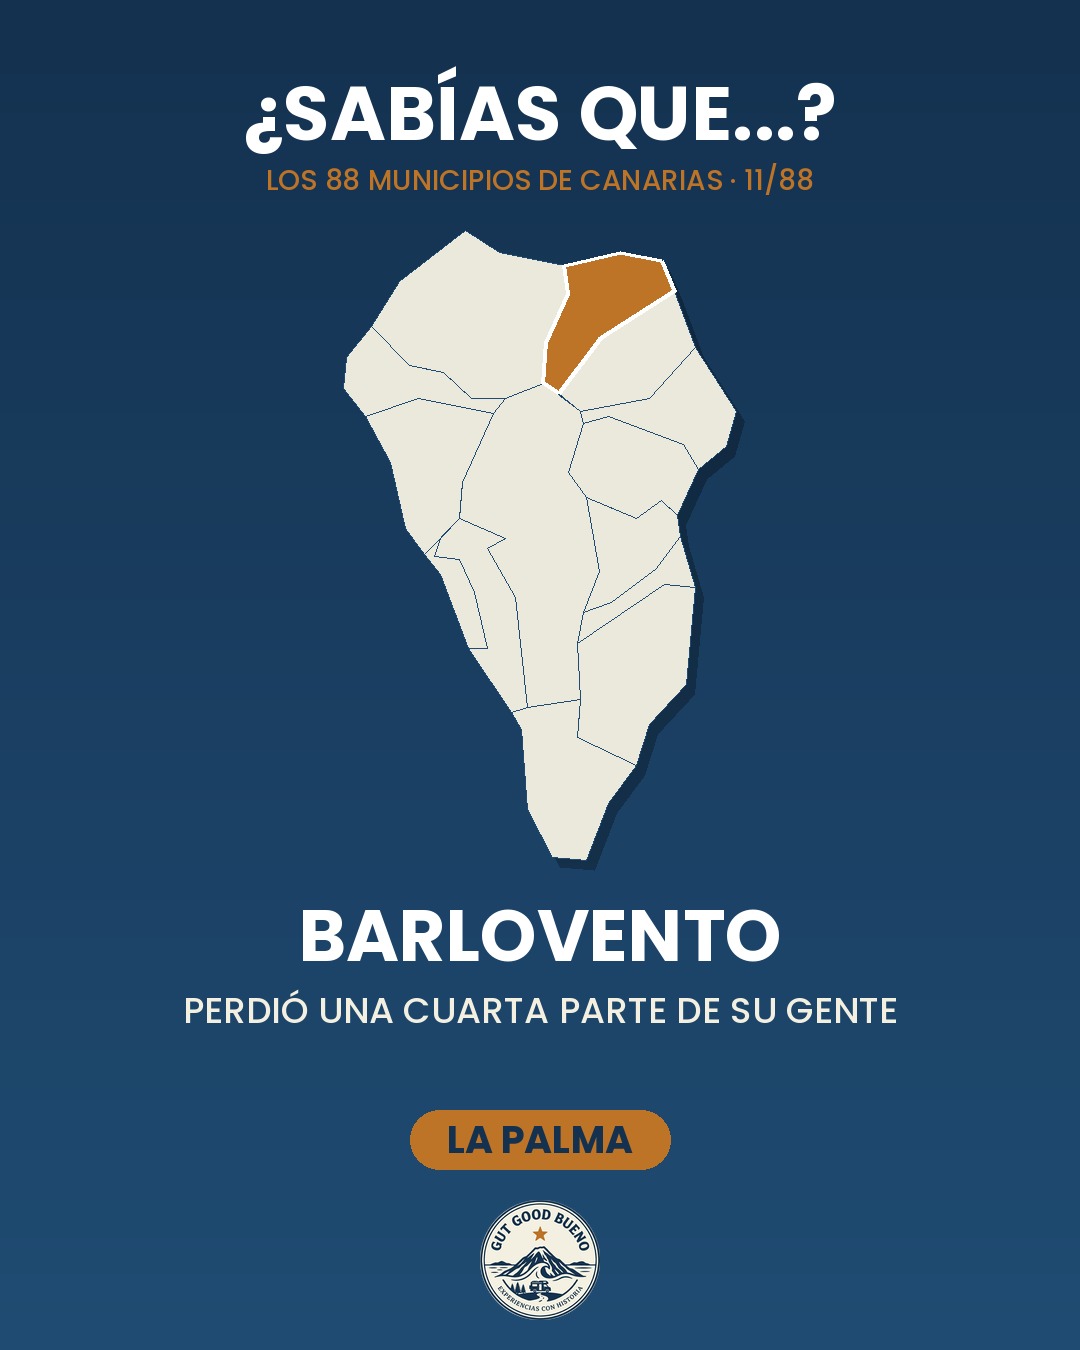 ¿SABÍAS QUE...?
LOS 88 MUNICIPIOS DE CANARIAS · 11/88
BARLOVENTO
PERDIÓ UNA CUARTA PARTE DE SU GENTE
LA PALMA
GUT GOOD BUENO
EXPERIENCIAS CON HISTORIA